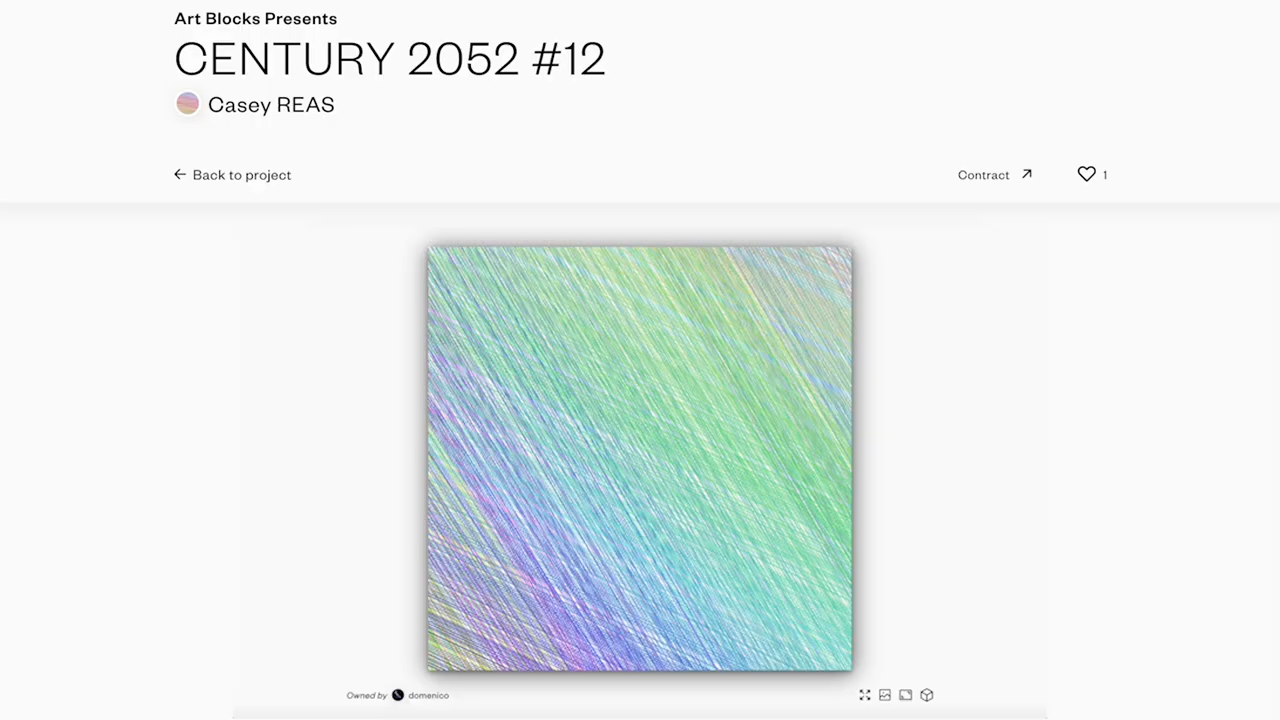 Art Blocks Presents
CENTURY 2052 #12
Casey REAS
Back to project
Contract
1
Owned by domenico